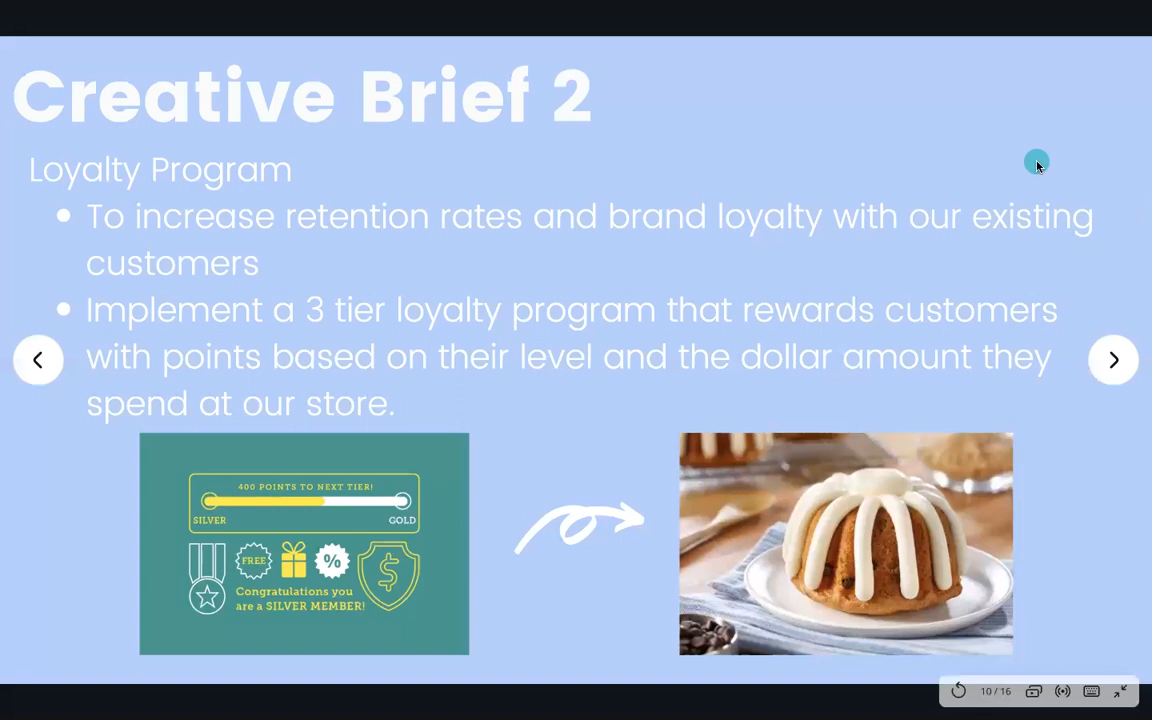 Creative Brief 2
Loyalty Program
• To increase retention rates and brand loyalty with our existing
customers
• Implement a 3 tier loyalty program that rewards customers
with points based on their level and the dollar amount they
spend at our store.
400 POINTS TO NEXT TIER!
SILVER GOLD
FREE %
$
Congratulations you
are a SILVER MEMBER!
10 / 16